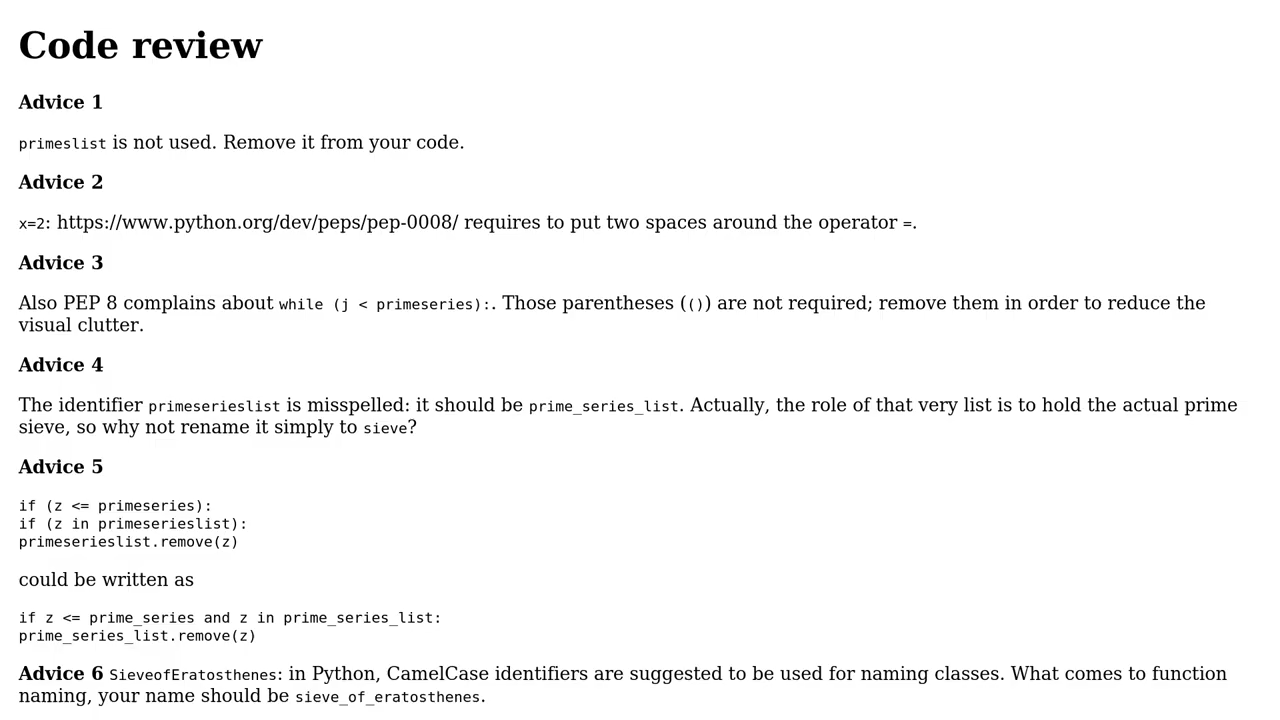 Code review
Advice 1
primeslist is not used. Remove it from your code.
Advice 2
x=2: https://www.python.org/dev/peps/pep-0008/ requires to put two spaces around the operator =.
Advice 3
Also PEP 8 complains about while (j < primeseries):. Those parentheses (()) are not required; remove them in order to reduce the
visual clutter.
Advice 4
The identifier primeserieslist is misspelled: it should be prime_series_list. Actually, the role of that very list is to hold the actual prime
sieve, so why not rename it simply to sieve?
Advice 5
if (z <= primeseries):
if (z in primeserieslist):
primeserieslist.remove(z)
could be written as
if z <= prime_series and z in prime_series_list:
prime_series_list.remove(z)
Advice 6 SieveofEratosthenes: in Python, CamelCase identifiers are suggested to be used for naming classes. What comes to function
naming, your name should be sieve_of_eratosthenes.